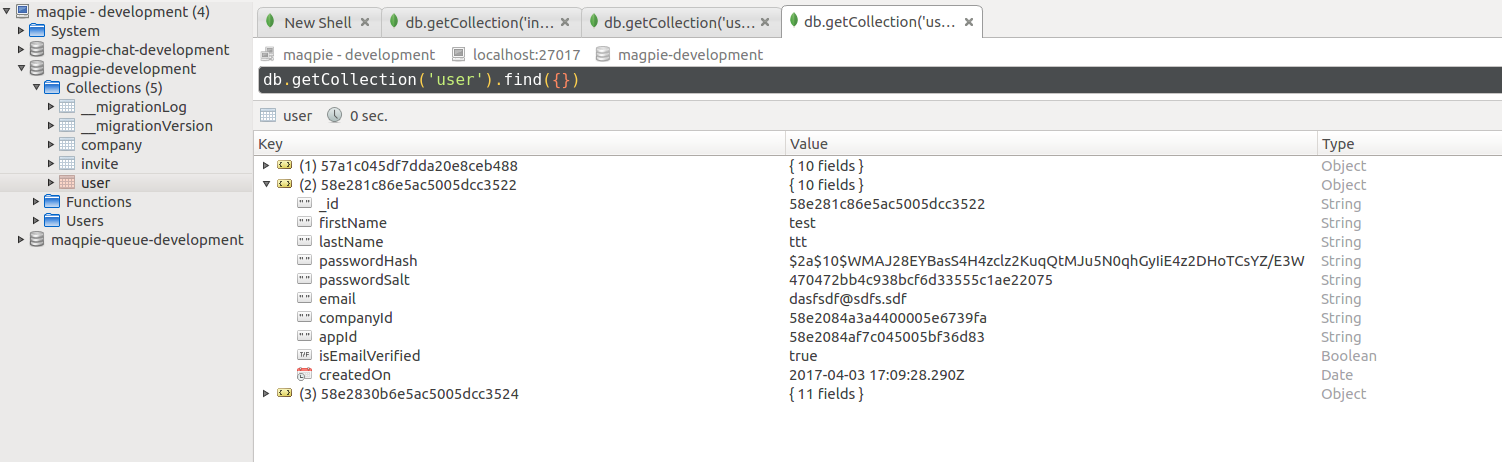 maqpie - development (4)
System
magpie-chat-development
magpie-development
Collections (5)
__migrationLog
__migrationVersion
company
invite
user
Functions
Users
maqpie-queue-development
New Shell
db.getCollection('in...
db.getCollection('us...
db.getCollection('us...
maqpie - development localhost:27017 magpie-development
db.getCollection('user').find({})
user 0 sec.
Key Value Type
(1) 57a1c045df7dda20e8ceb488 { 10 fields } Object
(2) 58e281c86e5ac5005dcc3522 { 10 fields } Object
_id 58e281c86e5ac5005dcc3522 String
firstName test String
lastName ttt String
passwordHash $2a$10$WMAJ28EYBasS4H4zclz2KuqQtMJu5N0qhGyIiE4z2DHoTCsYZ/E3W String
passwordSalt 470472bb4c938bcf6d33555c1ae22075 String
email dasfsdf@sdfs.sdf String
companyId 58e2084a3a4400005e6739fa String
appId 58e2084af7c045005bf36d83 String
isEmailVerified true Boolean
createdOn 2017-04-03 17:09:28.290Z Date
(3) 58e2830b6e5ac5005dcc3524 { 11 fields } Object